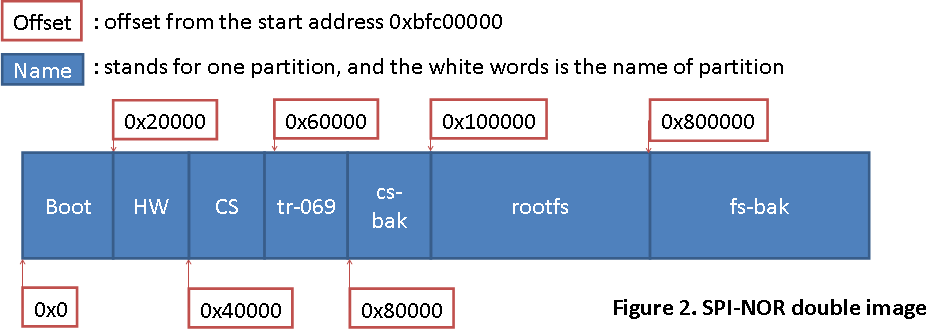 Offset : offset from the start address 0xbfc00000
Name : stands for one partition, and the white words is the name of partition
0x20000 0x60000 0x100000 0x800000
Boot HW CS tr-069 cs-
bak rootfs fs-bak
0x0 0x40000 0x80000
Figure 2. SPI-NOR double image